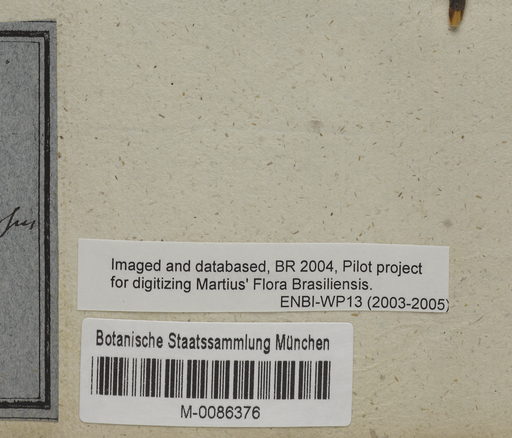 Imaged and databased, BR 2004, Pilot project
for digitizing Martius' Flora Brasiliensis.
ENBI-WP13 (2003-2005)
Botanische Staatssammlung München
M-0086376